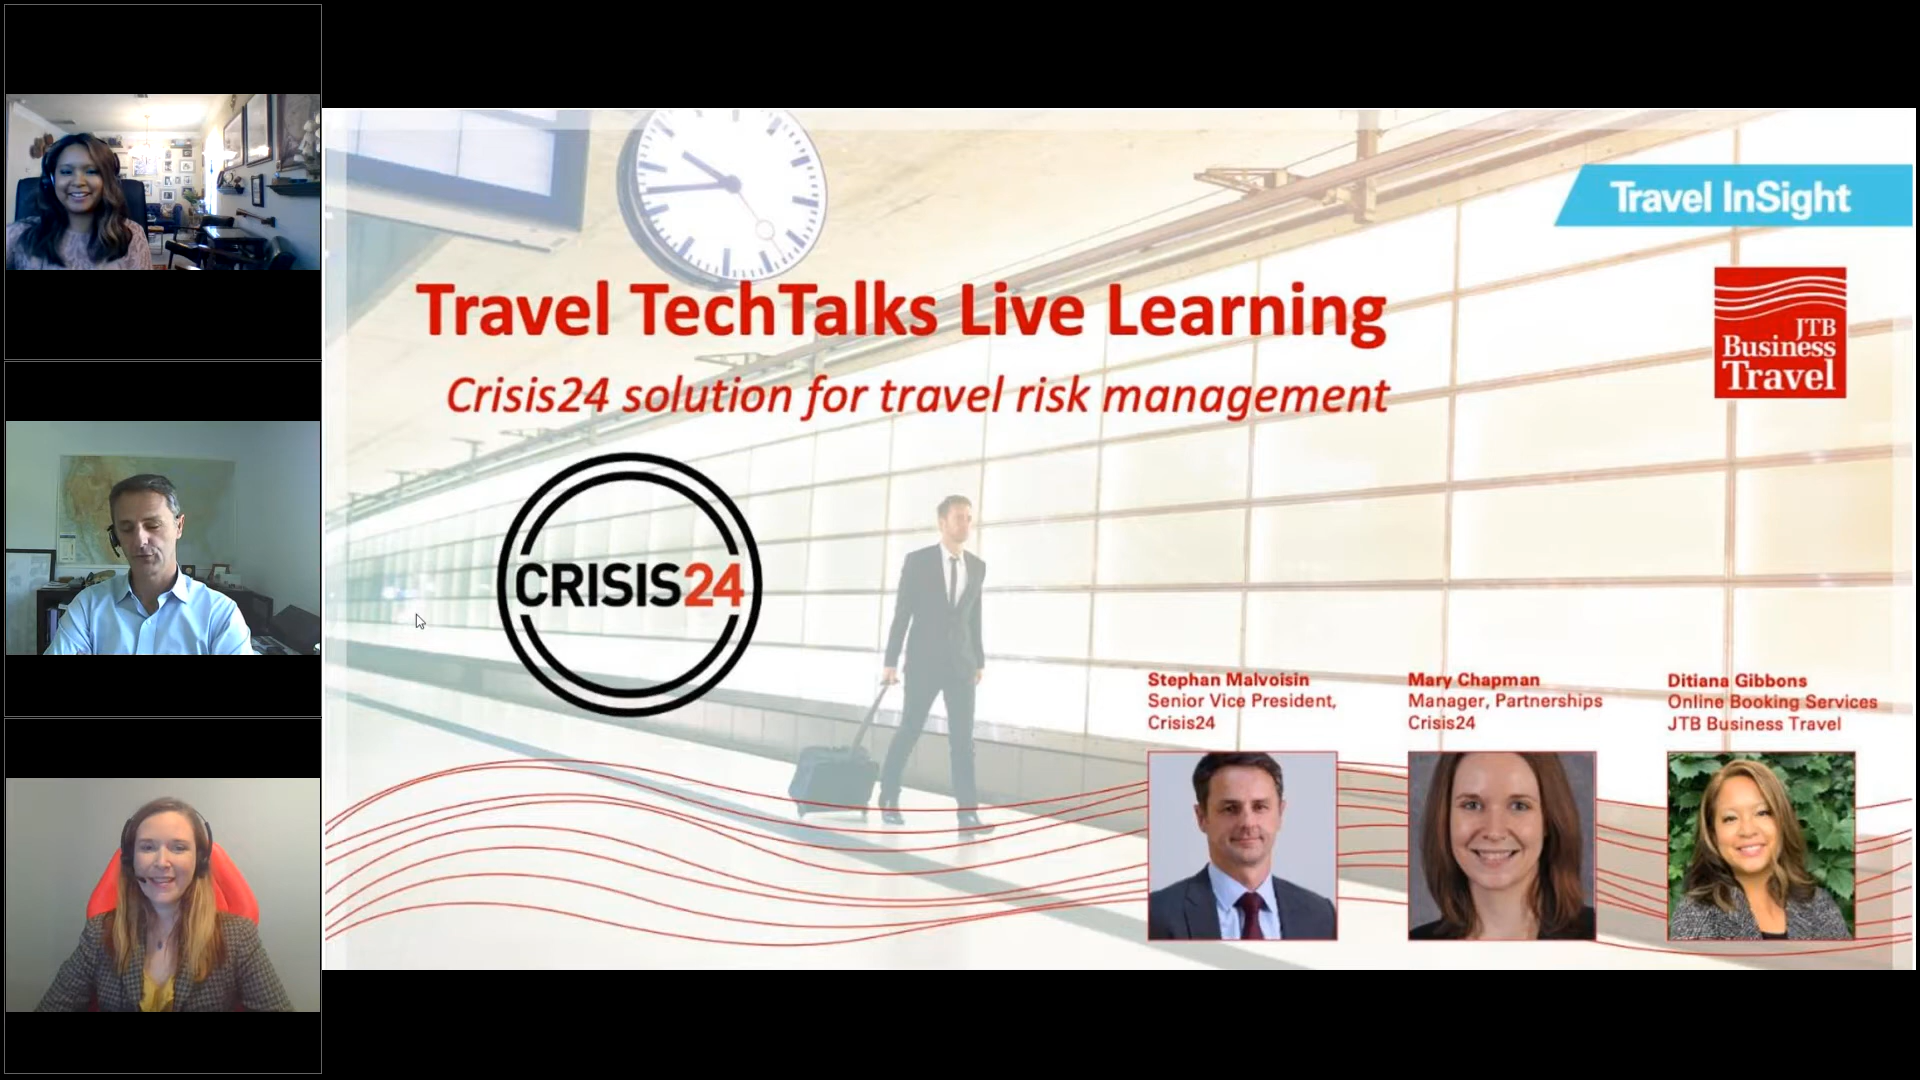 Travel InSight
Travel TechTalks Live Learning
JTB
Business
Travel
Crisis24 solution for travel risk management
CRISIS24
Stephan Malvoisin
Senior Vice President,
Crisis24
Mary Chapman
Manager, Partnerships
Crisis24
Ditiana Gibbons
Online Booking Services
JTB Business Travel